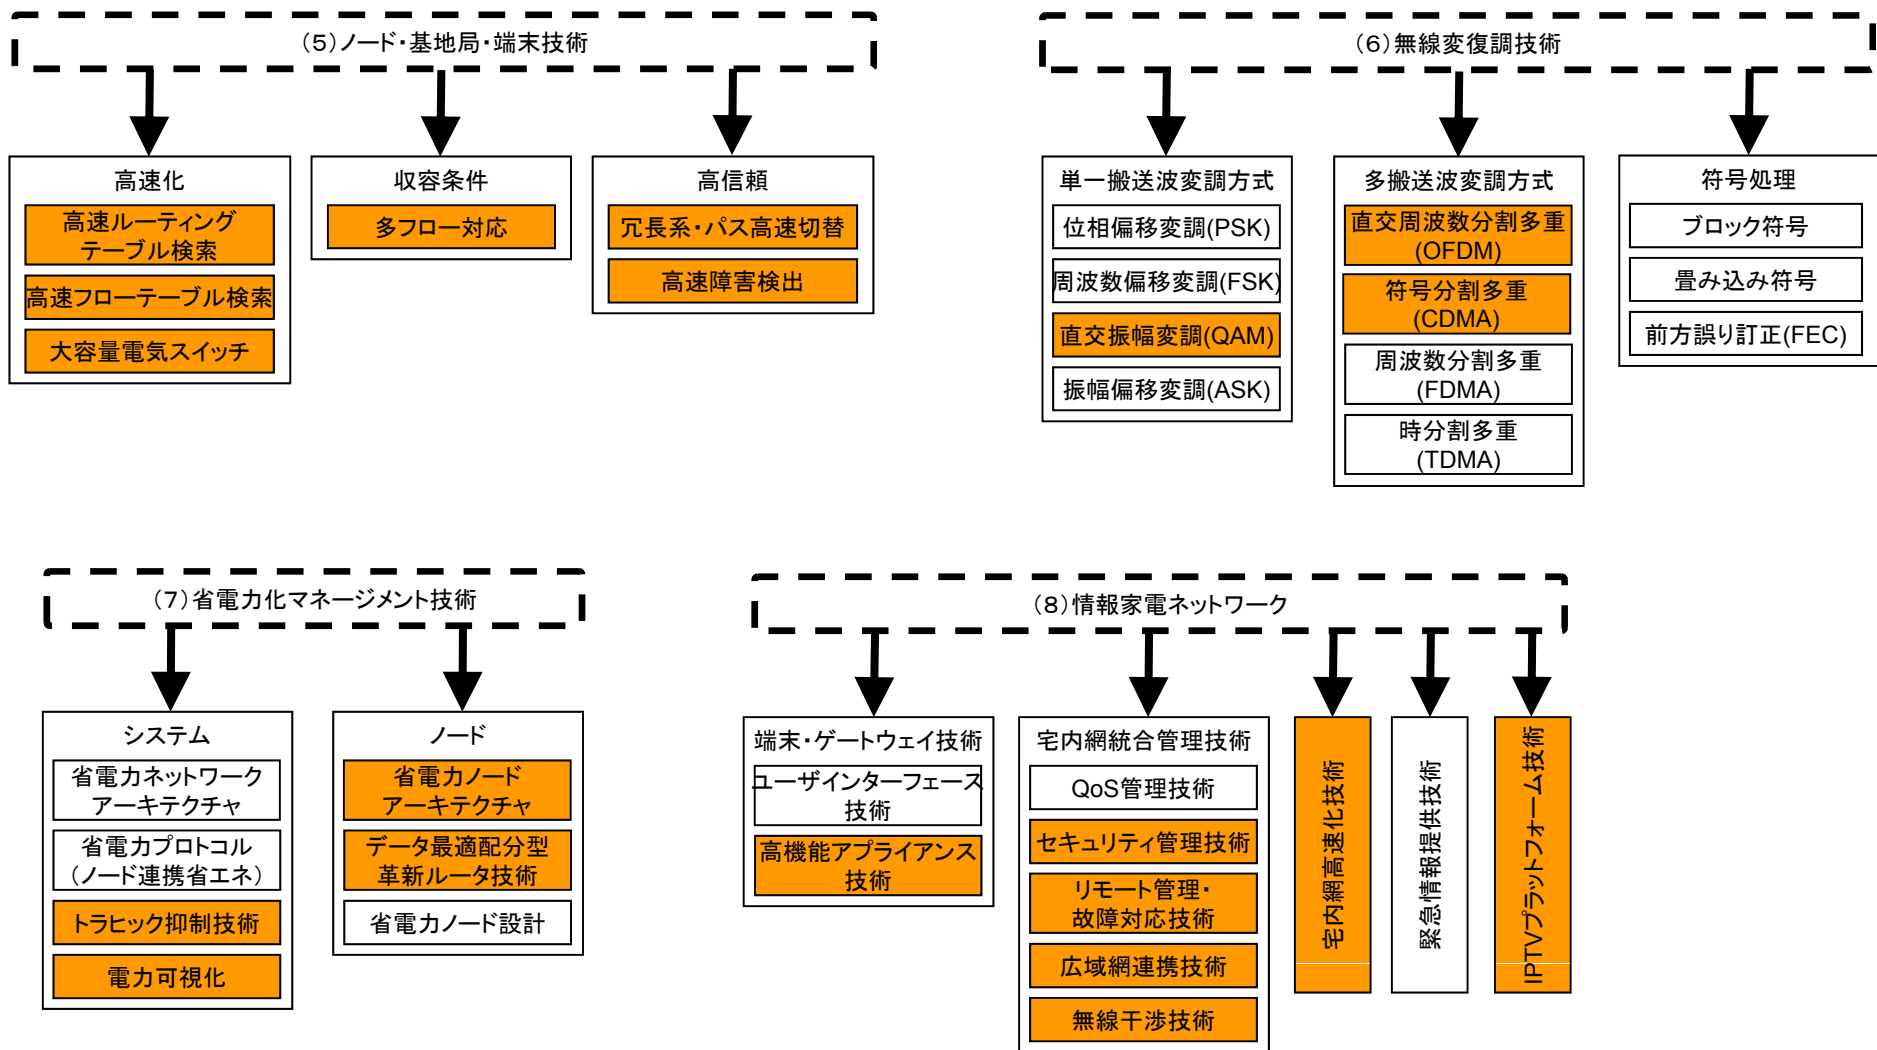 (5)ノード・基地局・端末技術
高速化
高速ルーティング
テーブル検索
高速フローテーブル検索
大容量電気スイッチ
収容条件
多フロー対応
高信頼
冗長系・パス高速切替
高速障害検出
(6)無線変復調技術
単一搬送波変調方式
位相偏移変調(PSK)
周波数偏移変調(FSK)
直交振幅変調(QAM)
振幅偏移変調(ASK)
多搬送波変調方式
直交周波数分割多重
(OFDM)
符号分割多重
(CDMA)
周波数分割多重
(FDMA)
時分割多重
(TDMA)
符号処理
ブロック符号
畳み込み符号
前方誤り訂正(FEC)
(7)省電力化マネージメント技術
システム
省電力ネットワーク
アーキテクチャ
省電力プロトコル
(ノード連携省エネ)
トラヒック抑制技術
電力可視化
ノード
省電力ノード
アーキテクチャ
データ最適配分型
革新ルータ技術
省電力ノード設計
(8)情報家電ネットワーク
端末・ゲートウェイ技術
ユーザインターフェース
技術
高機能アプライアンス
技術
宅内網統合管理技術
QoS管理技術
セキュリティ管理技術
リモート管理・
故障対応技術
広域網連携技術
無線干渉技術
宅内網高速化技術
緊急情報提供技術
IPTVプラットフォーム技術